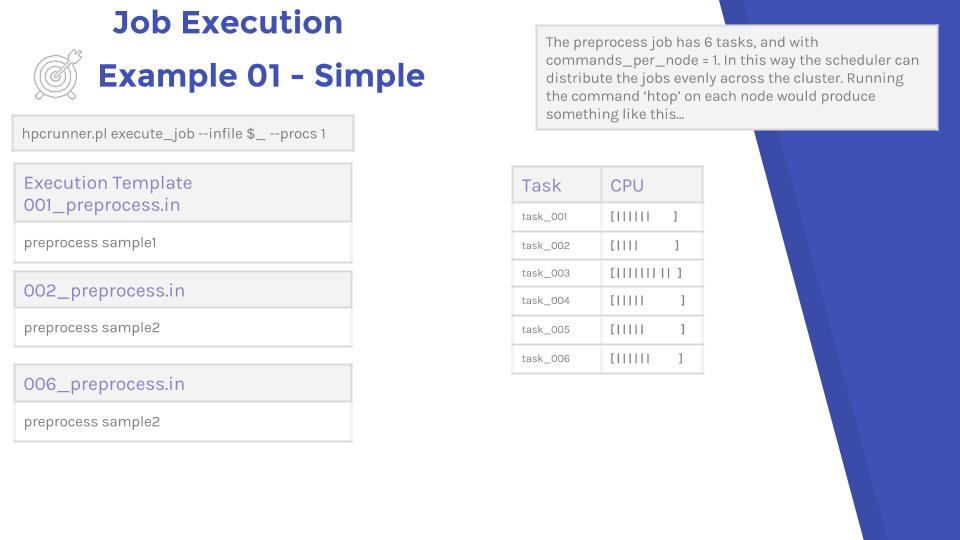 Job Execution
Example 01 - Simple
The preprocess job has 6 tasks, and with
commands_per_node = 1. In this way the scheduler can
distribute the jobs evenly across the cluster. Running
the command ‘htop’ on each node would produce
something like this...
hpcrunner.pl execute_job --infile $_ --procs 1
Execution Template
001_preprocess.in
preprocess sample1
002_preprocess.in
preprocess sample2
006_preprocess.in
preprocess sample2
Task CPU
task_001 [|||||| ]
task_002 [|||| ]
task_003 [|||||||| || ]
task_004 [||||| ]
task_005 [||||| ]
task_006 [|||||| ]